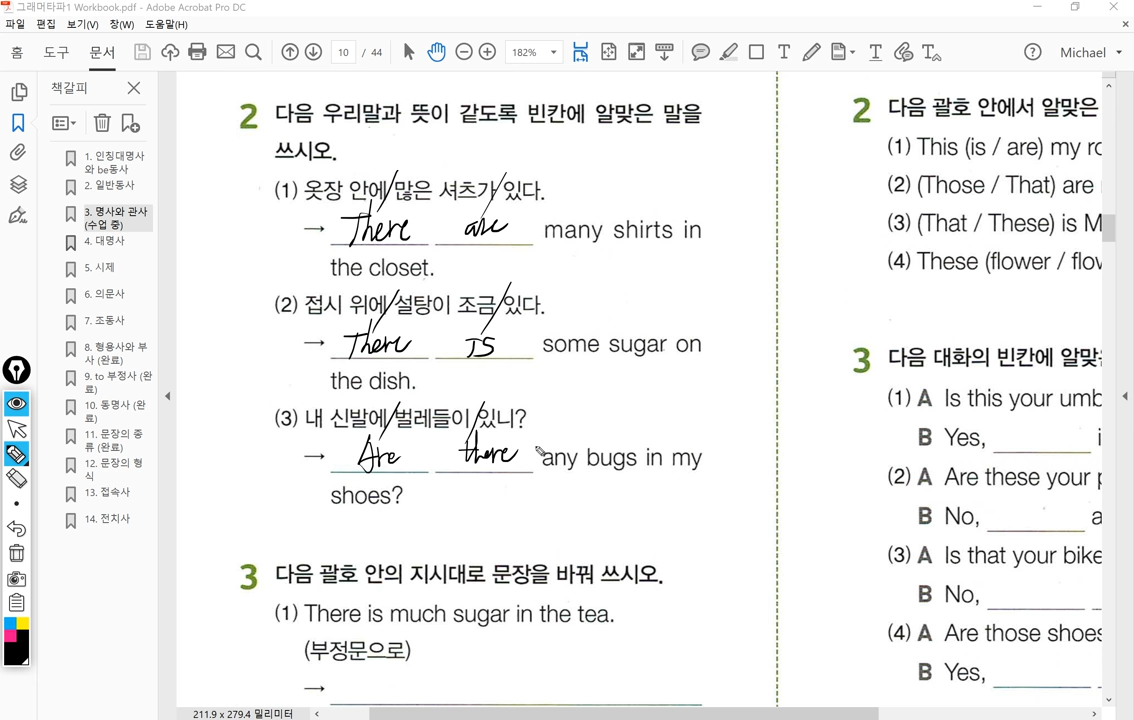 그래머타파1 Workbook.pdf - Adobe Acrobat Pro DC
파일 편집 보기(V) 창(W) 도움말(H)
홈 도구 문서 10 / 44 182% Michael
책갈피
1. 인칭대명사
와 be동사
2. 일반동사
3. 명사와 관사
(수업 중)
4. 대명사
5. 시제
6. 의문사
7. 조동사
8. 형용사와 부
사 (완료)
9. to 부정사 (완
료)
10. 동명사 (완
료)
11. 문장의 종
류 (완료)
12. 문장의 형
식
13. 접속사
14. 전치사
2 다음 우리말과 뜻이 같도록 빈칸에 알맞은 말을
쓰시오.
(1) 옷장 안에/많은 셔츠가/있다.
→ There are many shirts in
the closet.
(2) 접시 위에/설탕이 조금/있다.
→ There is some sugar on
the dish.
(3) 내 신발에/벌레들이/있니?
→ Are there any bugs in my
shoes?
3 다음 괄호 안의 지시대로 문장을 바꿔 쓰시오.
(1) There is much sugar in the tea.
(부정문으로)
→
2 다음 괄호 안에서 알맞은
(1) This (is / are) my ro
(2) (Those / That) are
(3) (That / These) is M
(4) These (flower / flow
3 다음 대화의 빈칸에 알맞
(1) A Is this your umb
B Yes, ______ i
(2) A Are these your p
B No, ______ a
(3) A Is that your bike
B No, ______
(4) A Are those shoes
B Yes, ______
211.9 x 279.4 밀리미터